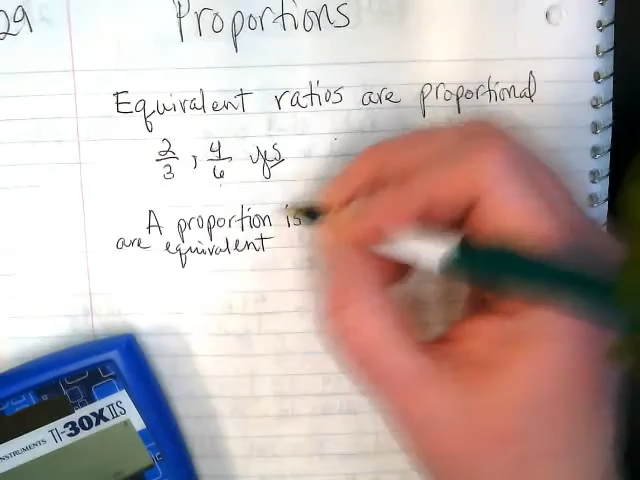 29 Proportions
Equivalent ratios are proportional
2/3, 4/6 yes
A proportion is
are equivalent
INSTRUMENTS TI-30X IIS